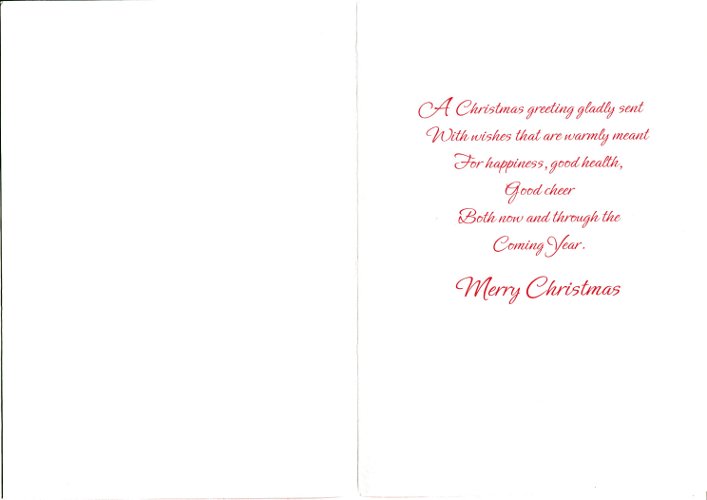 A Christmas greeting gladly sent
With wishes that are warmly meant
For happiness, good health,
Good cheer
Both now and through the
Coming Year.
Merry Christmas